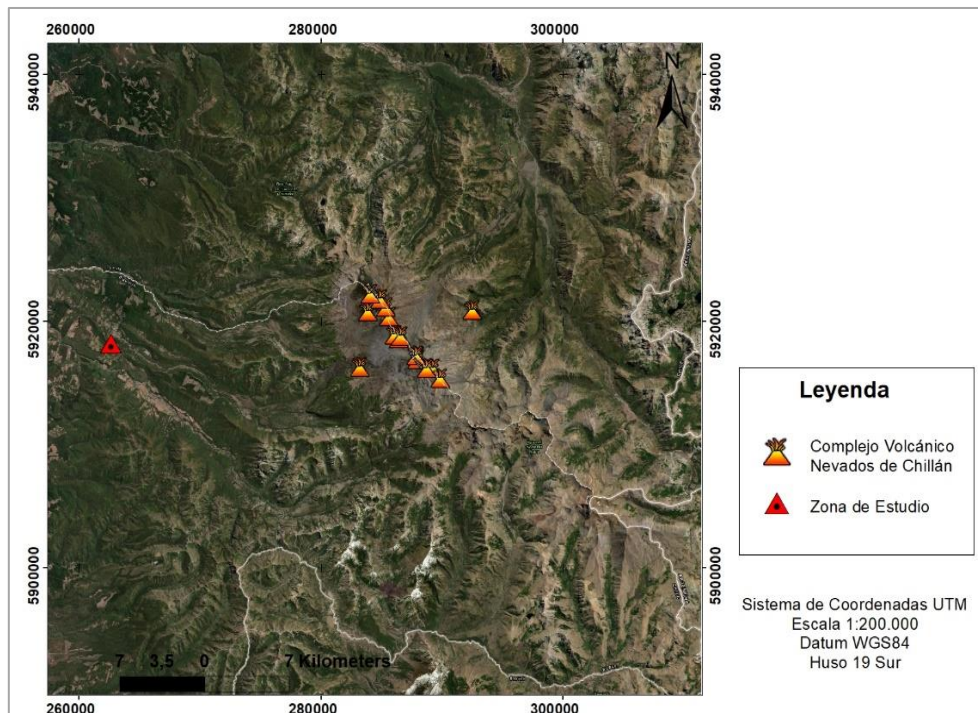 260000 280000 300000
5940000 5940000
N
5920000 5920000
5900000 5900000
7 3,5 0 7 Kilometers
260000 280000 300000
Leyenda
Complejo Volcánico
Nevados de Chillán
Zona de Estudio
Sistema de Coordenadas UTM
Escala 1:200.000
Datum WGS84
Huso 19 Sur